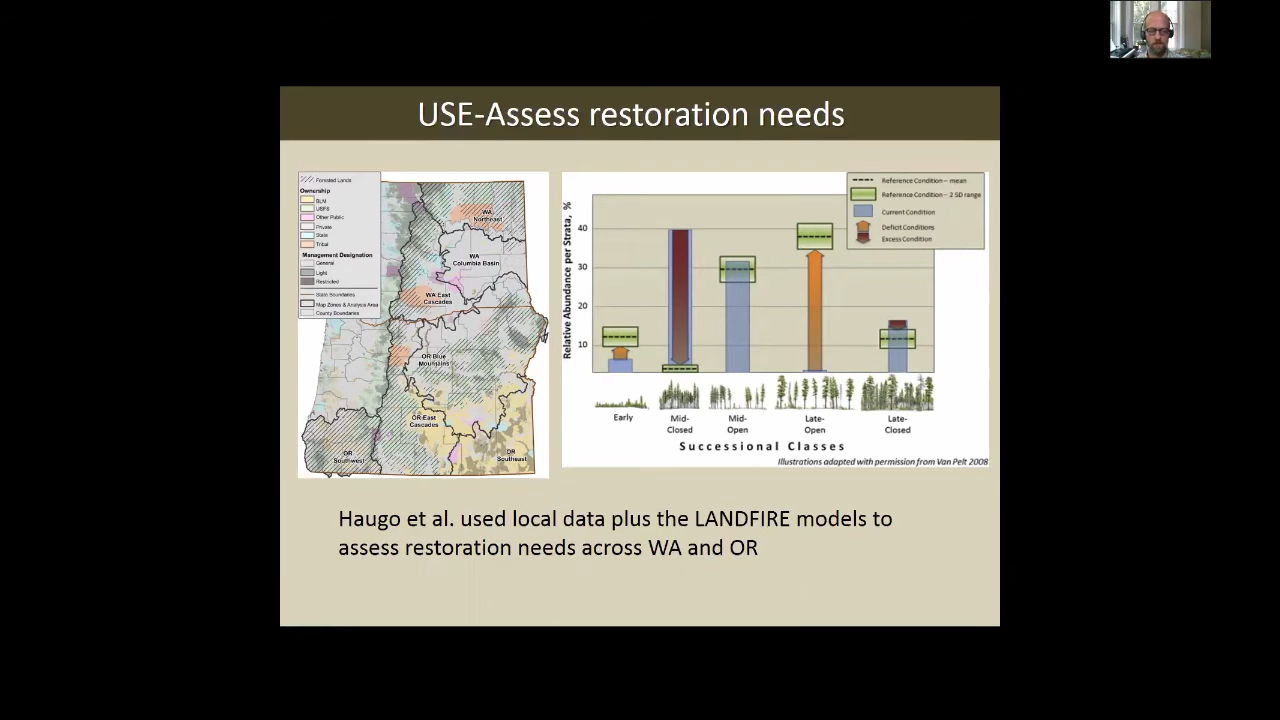 USE-Assess restoration needs
Forested Lands
Ownership
BLM
USFS
Other Public
Private
State
Tribal
Management Designation
General
Light
Restricted
State Boundaries
Map Zones & Analysis Area
County Boundaries
WA
Northeast
WA
Columbia Basin
WA East
Cascades
OR Blue
Mountains
OR East
Cascades
OR
Southwest
OR
Southeast
Reference Condition – mean
Reference Condition – 2 SD range
Current Condition
Deficit Conditions
Excess Condition
Relative Abundance per Strata, %
40
30
20
10
Early
Mid-
Closed
Mid-
Open
Late-
Open
Late-
Closed
Successional Classes
Illustrations adapted with permission from Van Pelt 2008
Haugo et al. used local data plus the LANDFIRE models to
assess restoration needs across WA and OR